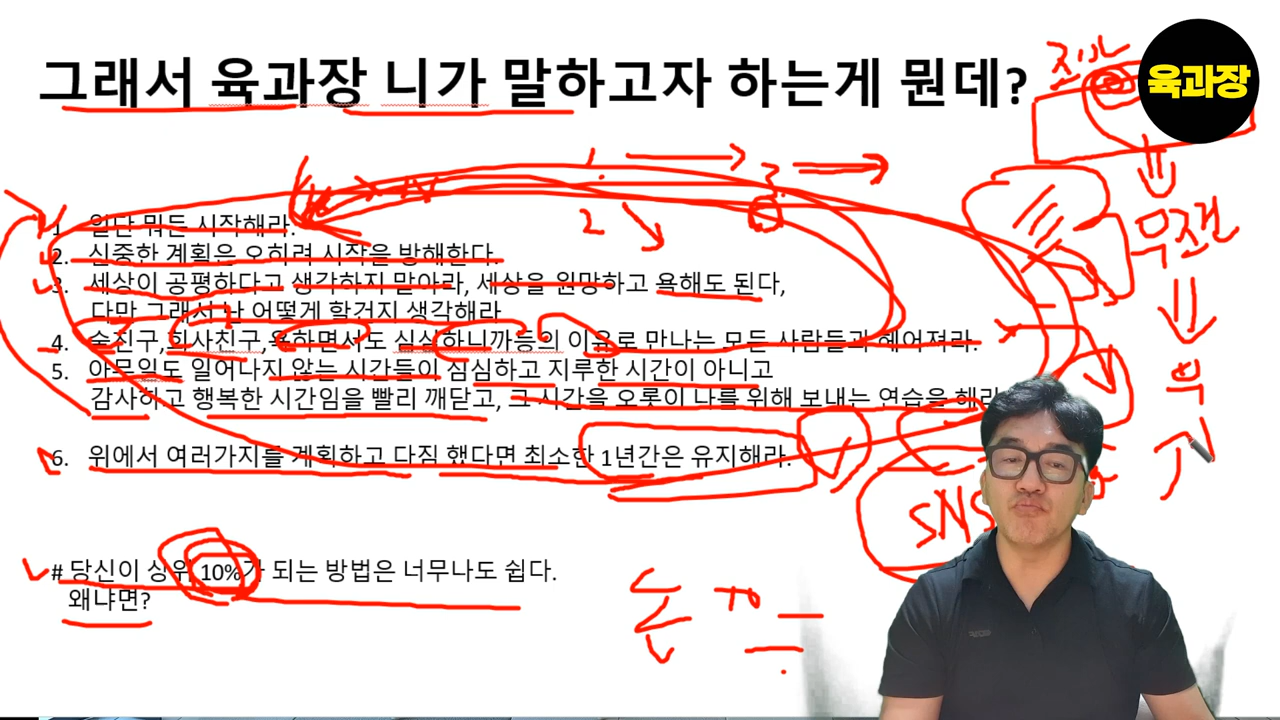 그래서 육과장 니가 말하고자 하는게 뭔데?
육과장
1. 일단 뭐든 시작해라.
2. 신중한 계획은 오히려 시작을 방해한다.
3. 세상이 공평하다고 생각하지 말아라, 세상을 원망하고 욕해도 된다,
다만 그래서 난 어떻게 할건지 생각해라
4. 술친구,회사친구,욕하면서도 심심하니까등의 이유로 만나는 모든 사람들과 헤어져라.
5. 아무일도 일어나지 않는 시간들이 심심하고 지루한 시간이 아니고
감사하고 행복한 시간임을 빨리 깨닫고, 그 시간을 오롯이 나를 위해 보내는 연습을 해라
6. 위에서 여러가지를 계획하고 다짐 했다면 최소한 1년간은 유지해라.
SNS
# 당신이 상위 10%가 되는 방법은 너무나도 쉽다.
왜냐면?